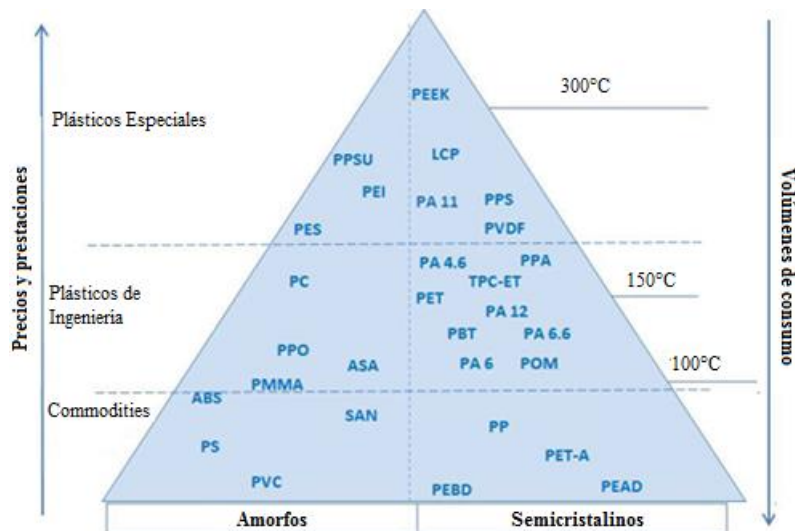 Precios y prestaciones
Plásticos Especiales
Plásticos de
Ingenieria
Commodities
PEEK
300°C
PPSU
LCP
PEI
PA 11
PPS
PES
PVDF
PA 4.6
PPA
PC
TPC-ET
150°C
PET
PA 12
PBT
PA 6.6
PPO
ASA
PA 6
POM
100°C
PMMA
ABS
SAN
PP
PS
PET-A
PVC
PEBD
PEAD
Amorfos
Semicristalinos
Volúmenes
de consumo